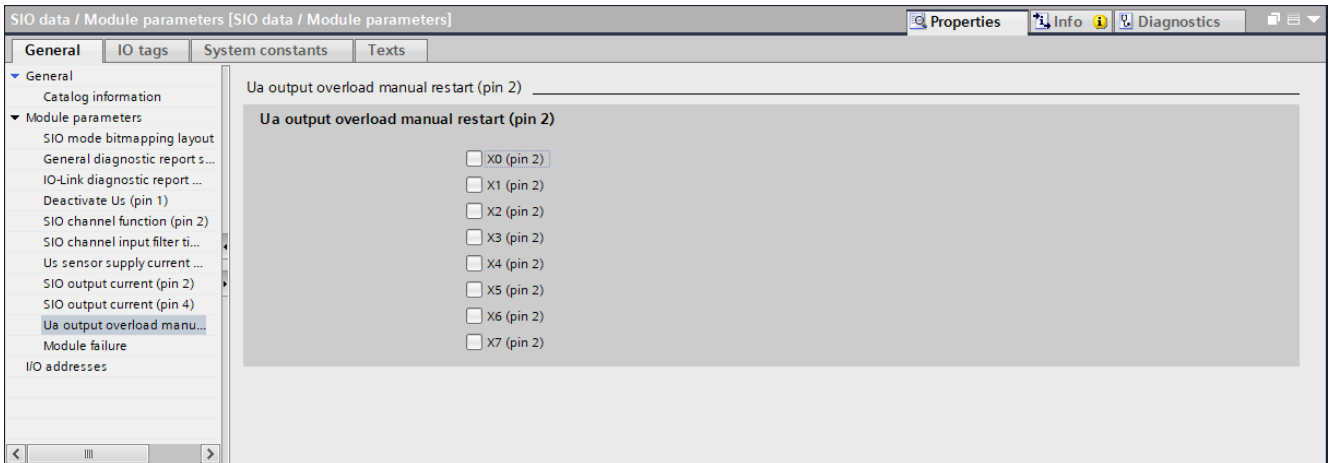 SIO data / Module parameters [SIO data / Module parameters]
Properties
Info
Diagnostics
General
IO tags
System constants
Texts
General
Catalog information
Module parameters
SIO mode bitmapping layout
General diagnostic report s...
IO-Link diagnostic report ...
Deactivate Us (pin 1)
SIO channel function (pin 2)
SIO channel input filter ti...
Us sensor supply current ...
SIO output current (pin 2)
SIO output current (pin 4)
Ua output overload manu...
Module failure
I/O addresses
Ua output overload manual restart (pin 2)
Ua output overload manual restart (pin 2)
X0 (pin 2)
X1 (pin 2)
X2 (pin 2)
X3 (pin 2)
X4 (pin 2)
X5 (pin 2)
X6 (pin 2)
X7 (pin 2)